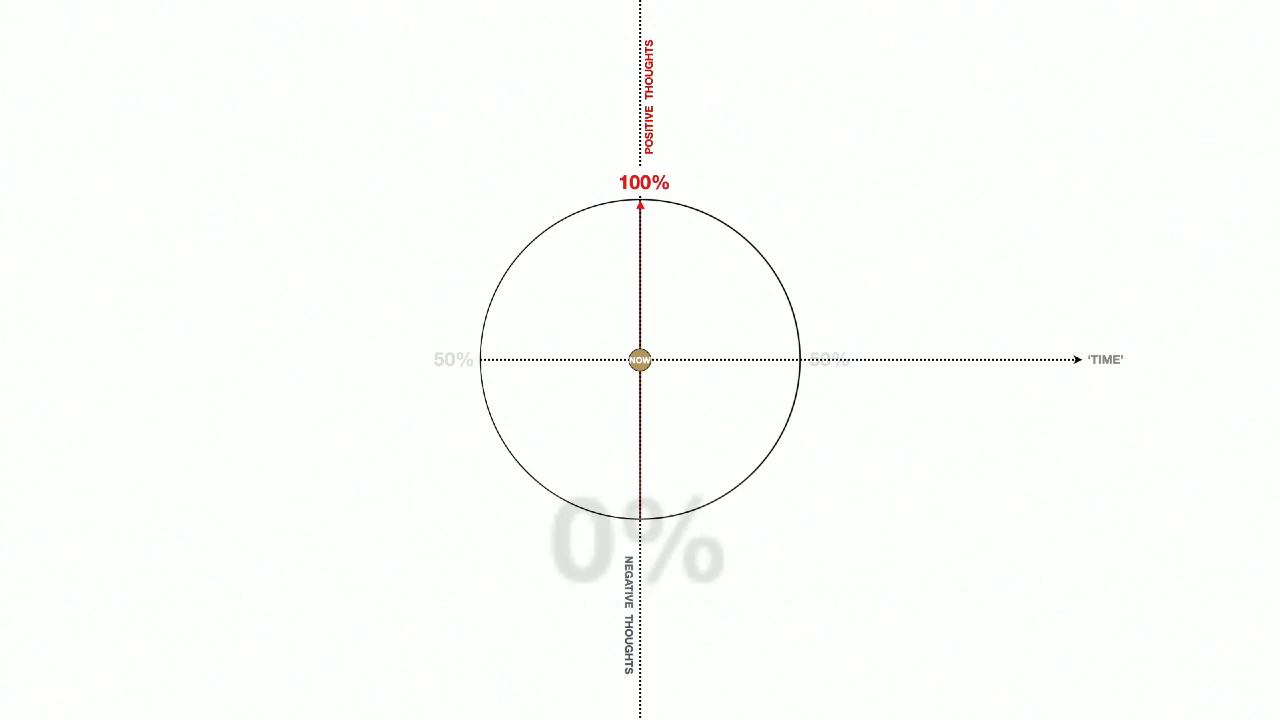 POSITIVE THOUGHTS
100%
50%
NOW
50%
'TIME'
0%
NEGATIVE THOUGHTS